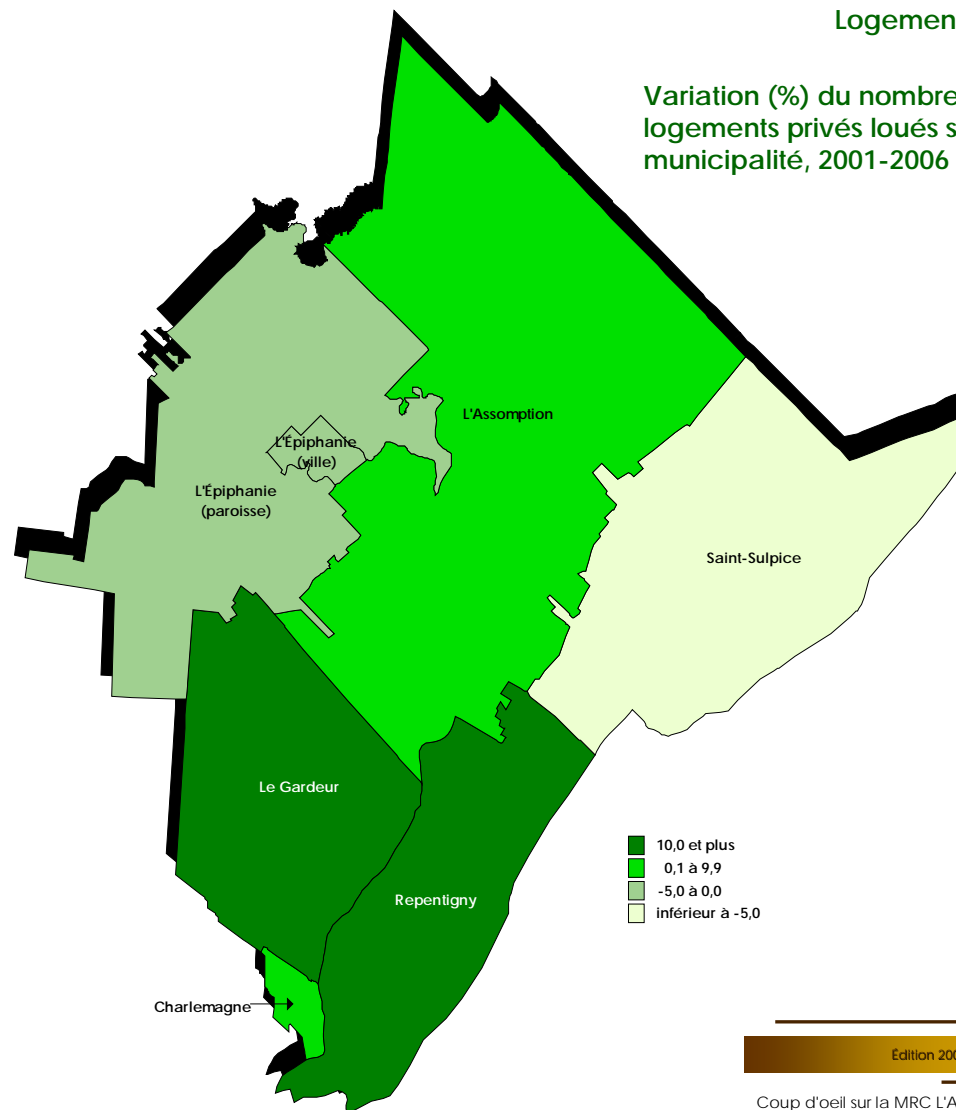 Logemen
Variation (%) du nombre
logements privés loués s
municipalité, 2001-2006
L'Assomption
L'Épiphanie
(ville)
L'Épiphanie
(paroisse)
Saint-Sulpice
Le Gardeur
Repentigny
Charlemagne
10,0 et plus
0,1 à 9,9
-5,0 à 0,0
inférieur à -5,0
Édition 200
Coup d'oeil sur la MRC L'A